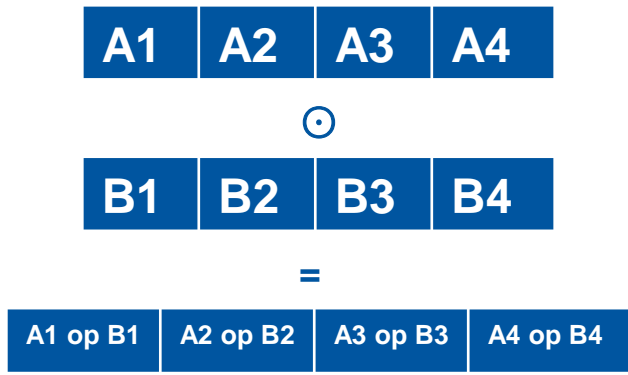 A1 A2 A3 A4
⊙
B1 B2 B3 B4
=
A1 op B1 A2 op B2 A3 op B3 A4 op B4